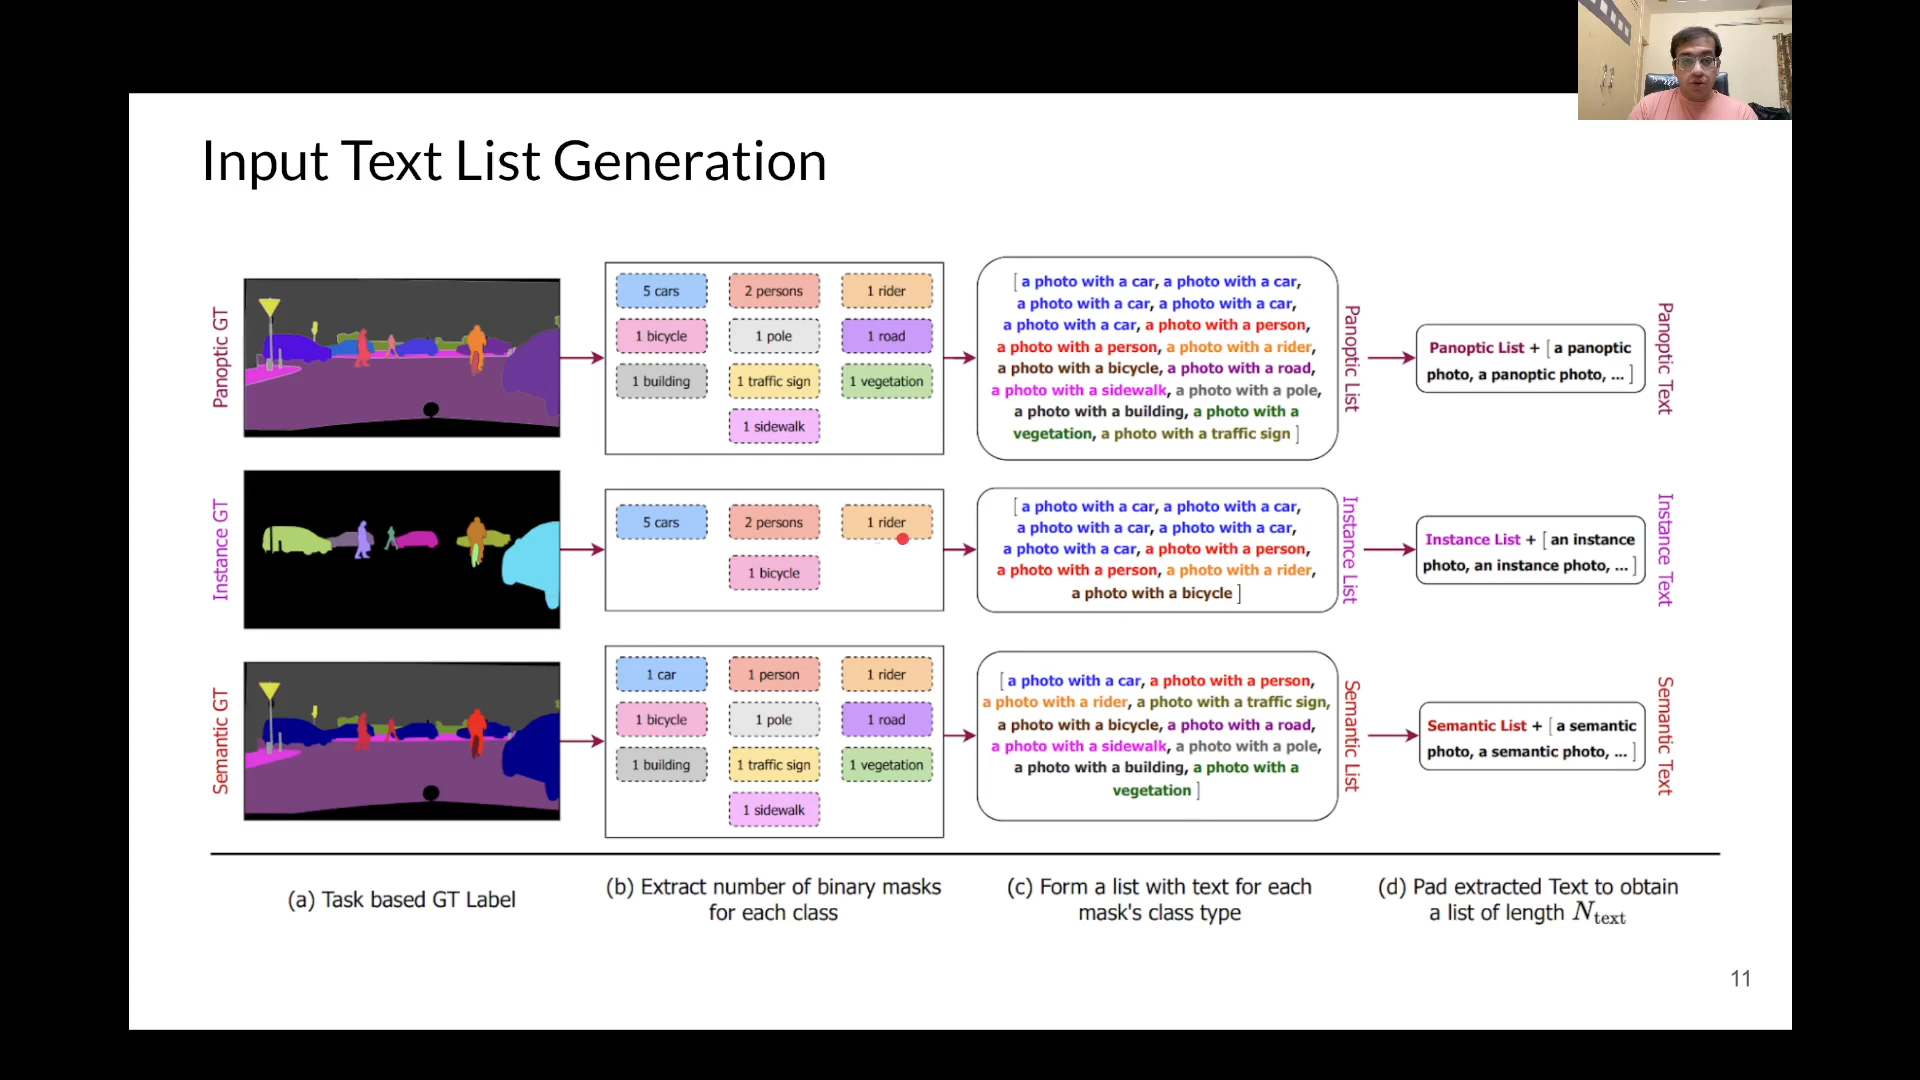 Input Text List Generation
Panoptic GT
5 cars
2 persons
1 rider
1 bicycle
1 pole
1 road
1 building
1 traffic sign
1 vegetation
1 sidewalk
[ a photo with a car, a photo with a car,
a photo with a car, a photo with a car,
a photo with a car, a photo with a person,
a photo with a person, a photo with a rider,
a photo with a bicycle, a photo with a road,
a photo with a sidewalk, a photo with a pole,
a photo with a building, a photo with a
vegetation, a photo with a traffic sign ]
Panoptic List
Panoptic List + [ a panoptic
photo, a panoptic photo, ... ]
Panoptic Text
Instance GT
5 cars
2 persons
1 rider
1 bicycle
[ a photo with a car, a photo with a car,
a photo with a car, a photo with a car,
a photo with a car, a photo with a person,
a photo with a person, a photo with a rider,
a photo with a bicycle ]
Instance List
Instance List + [ an instance
photo, an instance photo, ... ]
Instance Text
Semantic GT
1 car
1 person
1 rider
1 bicycle
1 pole
1 road
1 building
1 traffic sign
1 vegetation
1 sidewalk
[ a photo with a car, a photo with a person,
a photo with a rider, a photo with a traffic sign,
a photo with a bicycle, a photo with a road,
a photo with a sidewalk, a photo with a pole,
a photo with a building, a photo with a
vegetation ]
Semantic List
Semantic List + [ a semantic
photo, a semantic photo, ... ]
Semantic Text
(a) Task based GT Label
(b) Extract number of binary masks
for each class
(c) Form a list with text for each
mask's class type
(d) Pad extracted Text to obtain
a list of length N_text
11